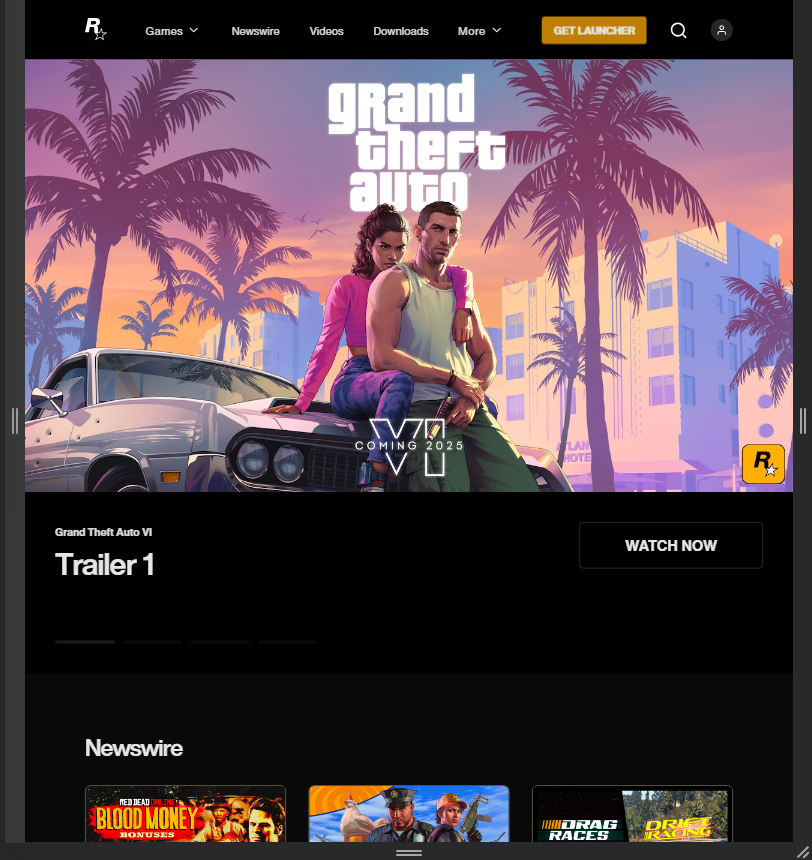 R
Games
Newswire
Videos
Downloads
More
GET LAUNCHER
grand
theft
auto
VI
COMING 2025
ATLAN
HOTE
R
Grand Theft Auto VI
Trailer 1
WATCH NOW
Newswire
RED DEAD ONLINE
BLOOD MONEY
BONUSES
DRAG
RACES
DRIFT
RACING